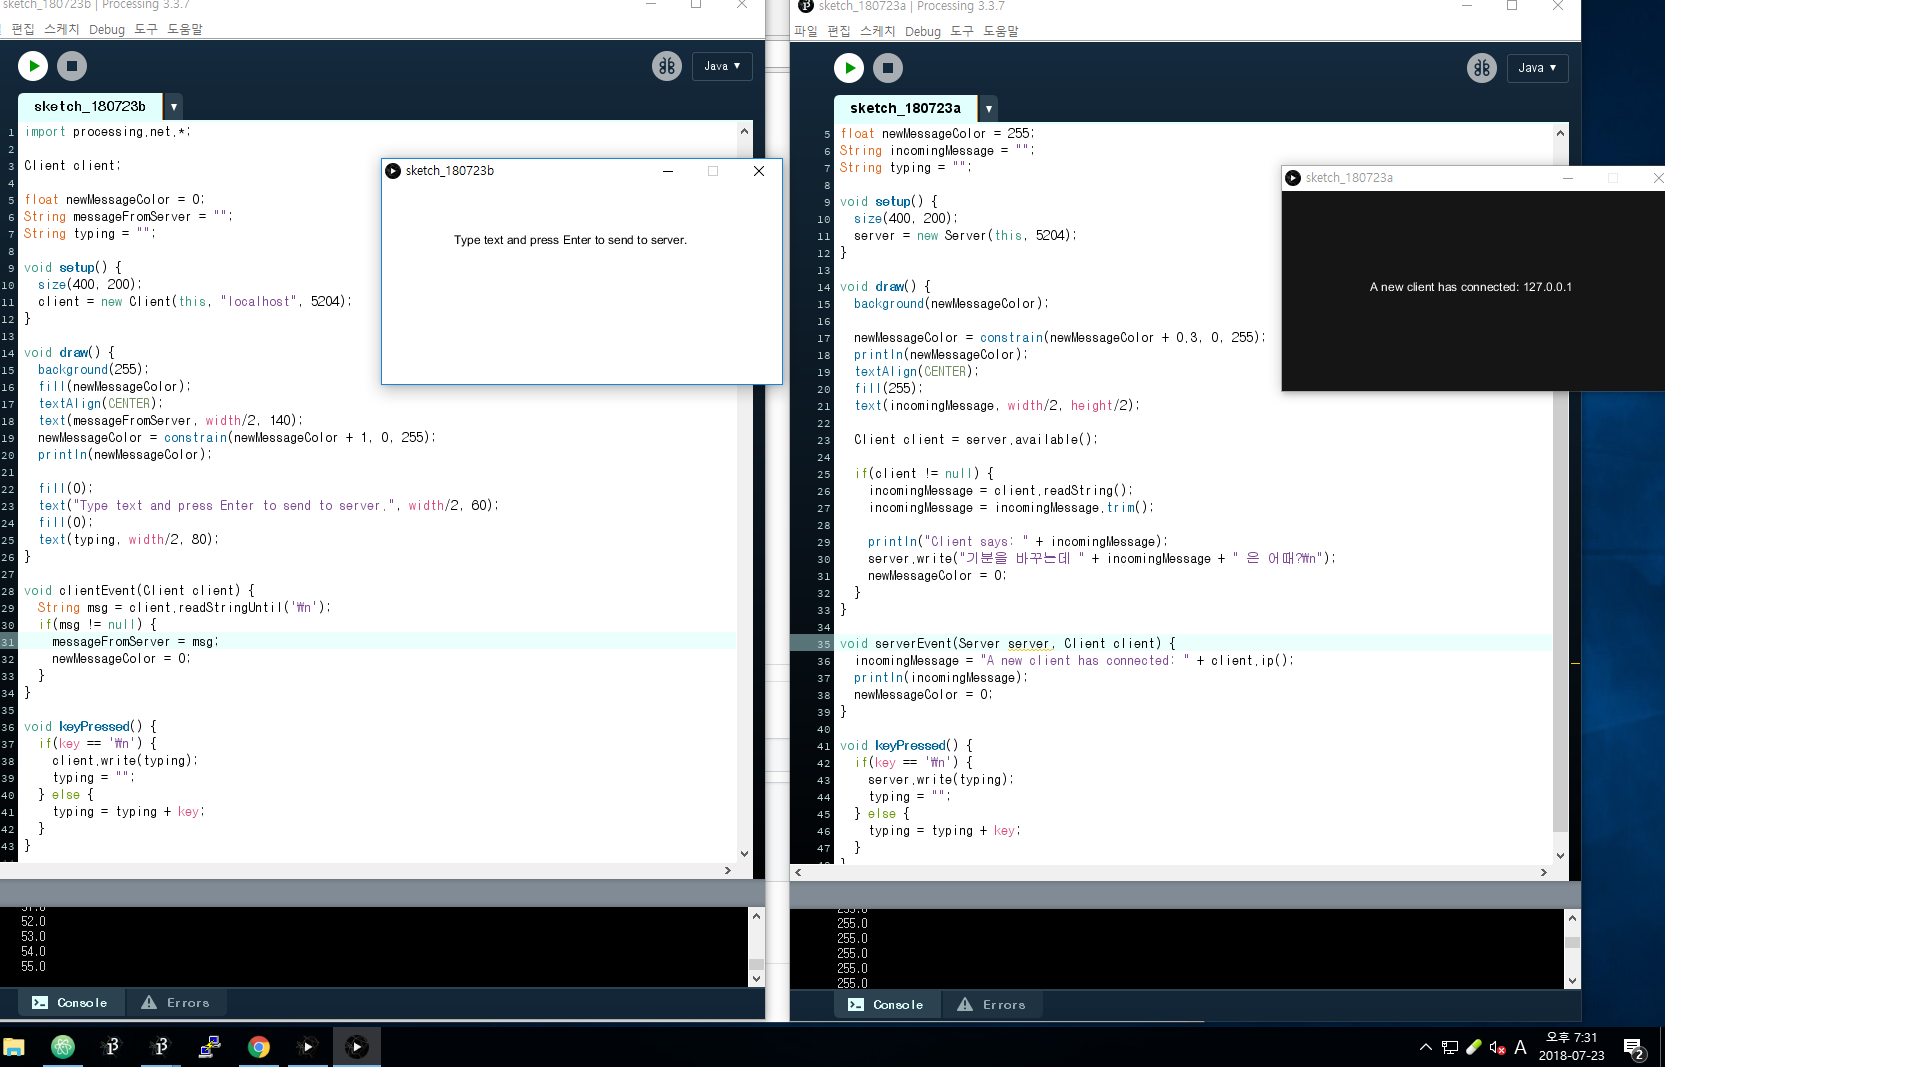 sketch_180723b | Processing 3.3.7
편집 스케치 Debug 도구 도움말
Java ▼
sketch_180723b ▼
1 import processing.net.*;
2
3 Client client;
4
5 float newMessageColor = 0;
6 String messageFromServer = "";
7 String typing = "";
8
9 void setup() {
10 size(400, 200);
11 client = new Client(this, "localhost", 5204);
12 }
13
14 void draw() {
15 background(255);
16 fill(newMessageColor);
17 textAlign(CENTER);
18 text(messageFromServer, width/2, 140);
19 newMessageColor = constrain(newMessageColor + 1, 0, 255);
20 println(newMessageColor);
21
22 fill(0);
23 text("Type text and press Enter to send to server.", width/2, 60);
24 fill(0);
25 text(typing, width/2, 80);
26 }
27
28 void clientEvent(Client client) {
29 String msg = client.readStringUntil('₩n');
30 if(msg != null) {
31 messageFromServer = msg;
32 newMessageColor = 0;
33 }
34 }
35
36 void keyPressed() {
37 if(key == '₩n') {
38 client.write(typing);
39 typing = "";
40 } else {
41 typing = typing + key;
42 }
43 }
52.0
53.0
54.0
55.0
Console Errors
sketch_180723b
Type text and press Enter to send to server.
sketch_180723a | Processing 3.3.7
파일 편집 스케치 Debug 도구 도움말
Java ▼
sketch_180723a ▼
5 float newMessageColor = 255;
6 String incomingMessage = "";
7 String typing = "";
8
9 void setup() {
10 size(400, 200);
11 server = new Server(this, 5204);
12 }
13
14 void draw() {
15 background(newMessageColor);
16
17 newMessageColor = constrain(newMessageColor + 0.3, 0, 255);
18 println(newMessageColor);
19 textAlign(CENTER);
20 fill(255);
21 text(incomingMessage, width/2, height/2);
22
23 Client client = server.available();
24
25 if(client != null) {
26 incomingMessage = client.readString();
27 incomingMessage = incomingMessage.trim();
28
29 println("Client says: " + incomingMessage);
30 server.write("기분을 바꾸는데 " + incomingMessage + " 은 어때?₩n");
31 newMessageColor = 0;
32 }
33 }
34
35 void serverEvent(Server server, Client client) {
36 incomingMessage = "A new client has connected: " + client.ip();
37 println(incomingMessage);
38 newMessageColor = 0;
39 }
40
41 void keyPressed() {
42 if(key == '₩n') {
43 server.write(typing);
44 typing = "";
45 } else {
46 typing = typing + key;
47 }
255.0
255.0
255.0
255.0
255.0
255.0
Console Errors
sketch_180723a
A new client has connected: 127.0.0.1
A
오후 7:31
2018-07-23
2